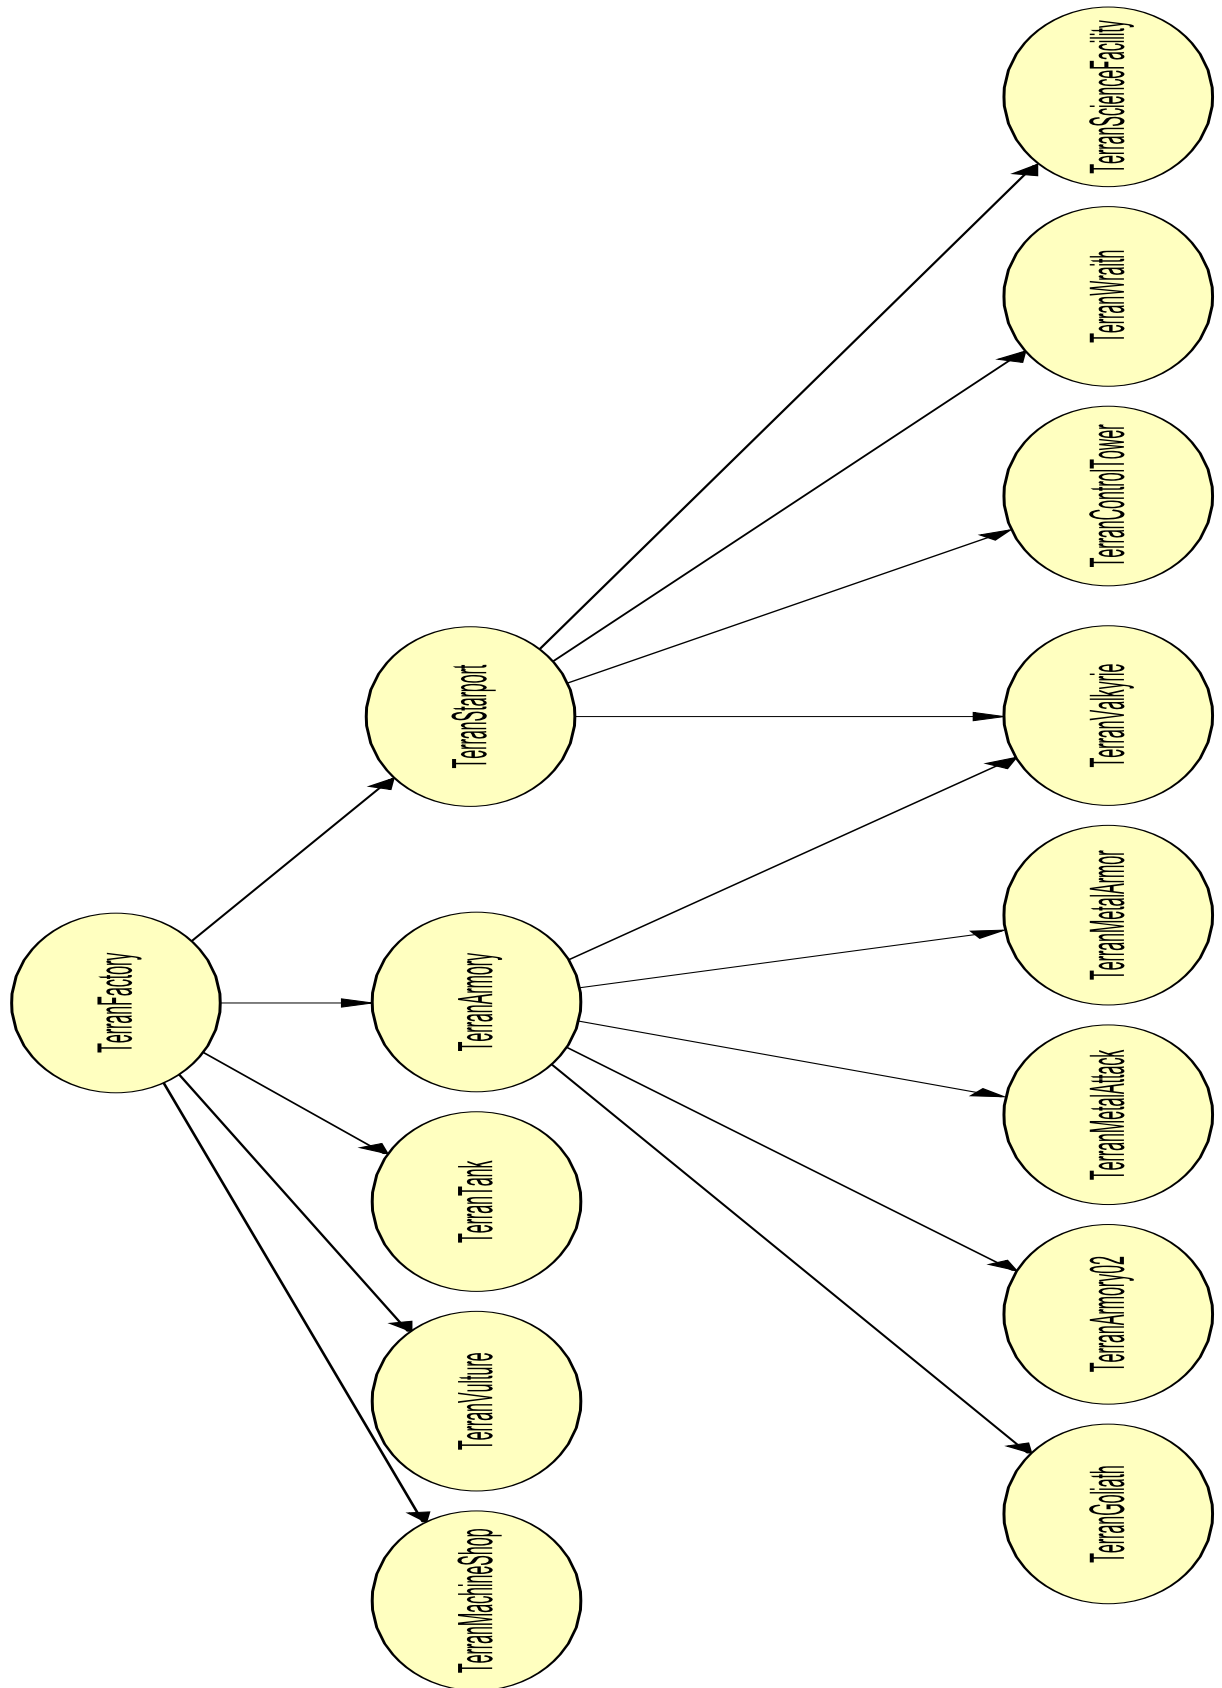 TerranFactory
TerranMachineShop
TerranVulture
TerranTank
TerranArmory
TerranStarport
TerranGoliath
TerranArmory02
TerranMetalAttack
TerranMetalArmor
TerranValkyrie
TerranControlTower
TerranWraith
TerranScienceFacility